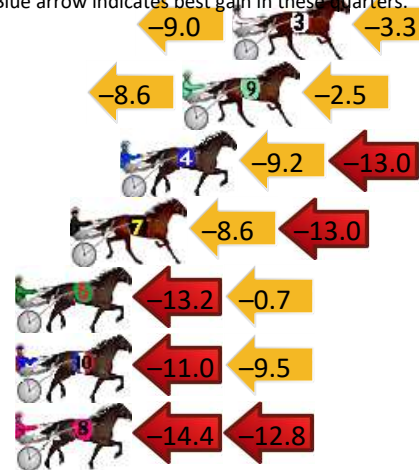 Blue arrow indicates best gain in these quarters.
–9.0 3 –3.3
–8.6 9 –2.5
4 –9.2 –13.0
7 –8.6 –13.0
5 –13.2 –0.7
10 –11.0 –9.5
8 –14.4 –12.8